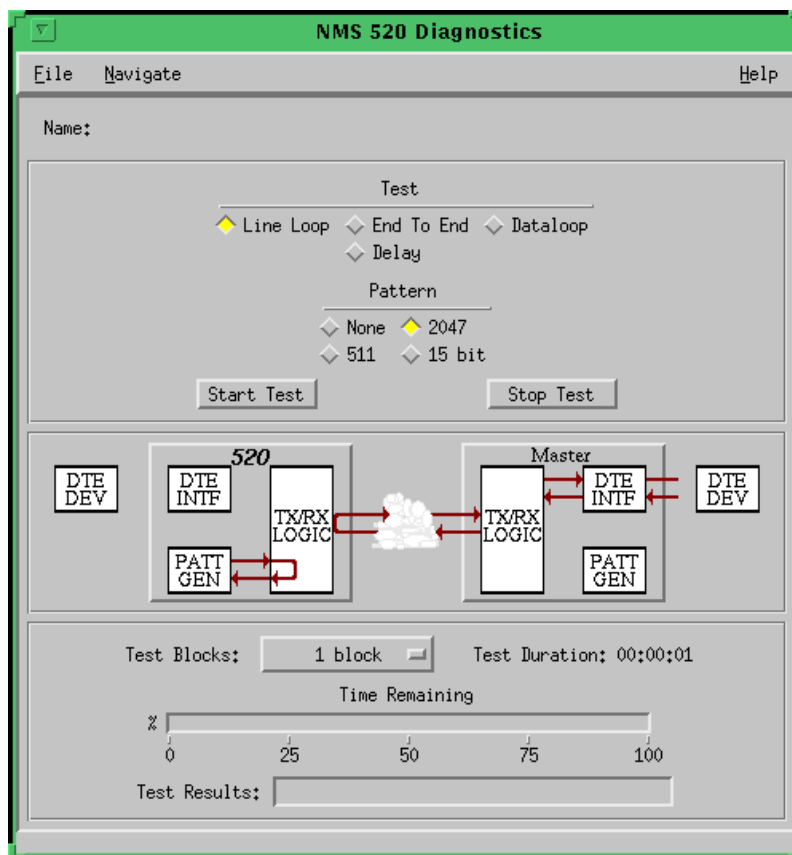 NMS 520 Diagnostics
File Navigate Help
Name:
Test
Line Loop End To End Dataloop
Delay
Pattern
None 2047
511 15 bit
Start Test Stop Test
520 Master
DTE DEV
DTE INTF
TX/RX LOGIC
PATT GEN
TX/RX LOGIC
DTE INTF
PATT GEN
DTE DEV
Test Blocks: 1 block Test Duration: 00:00:01
Time Remaining
%
0 25 50 75 100
Test Results: